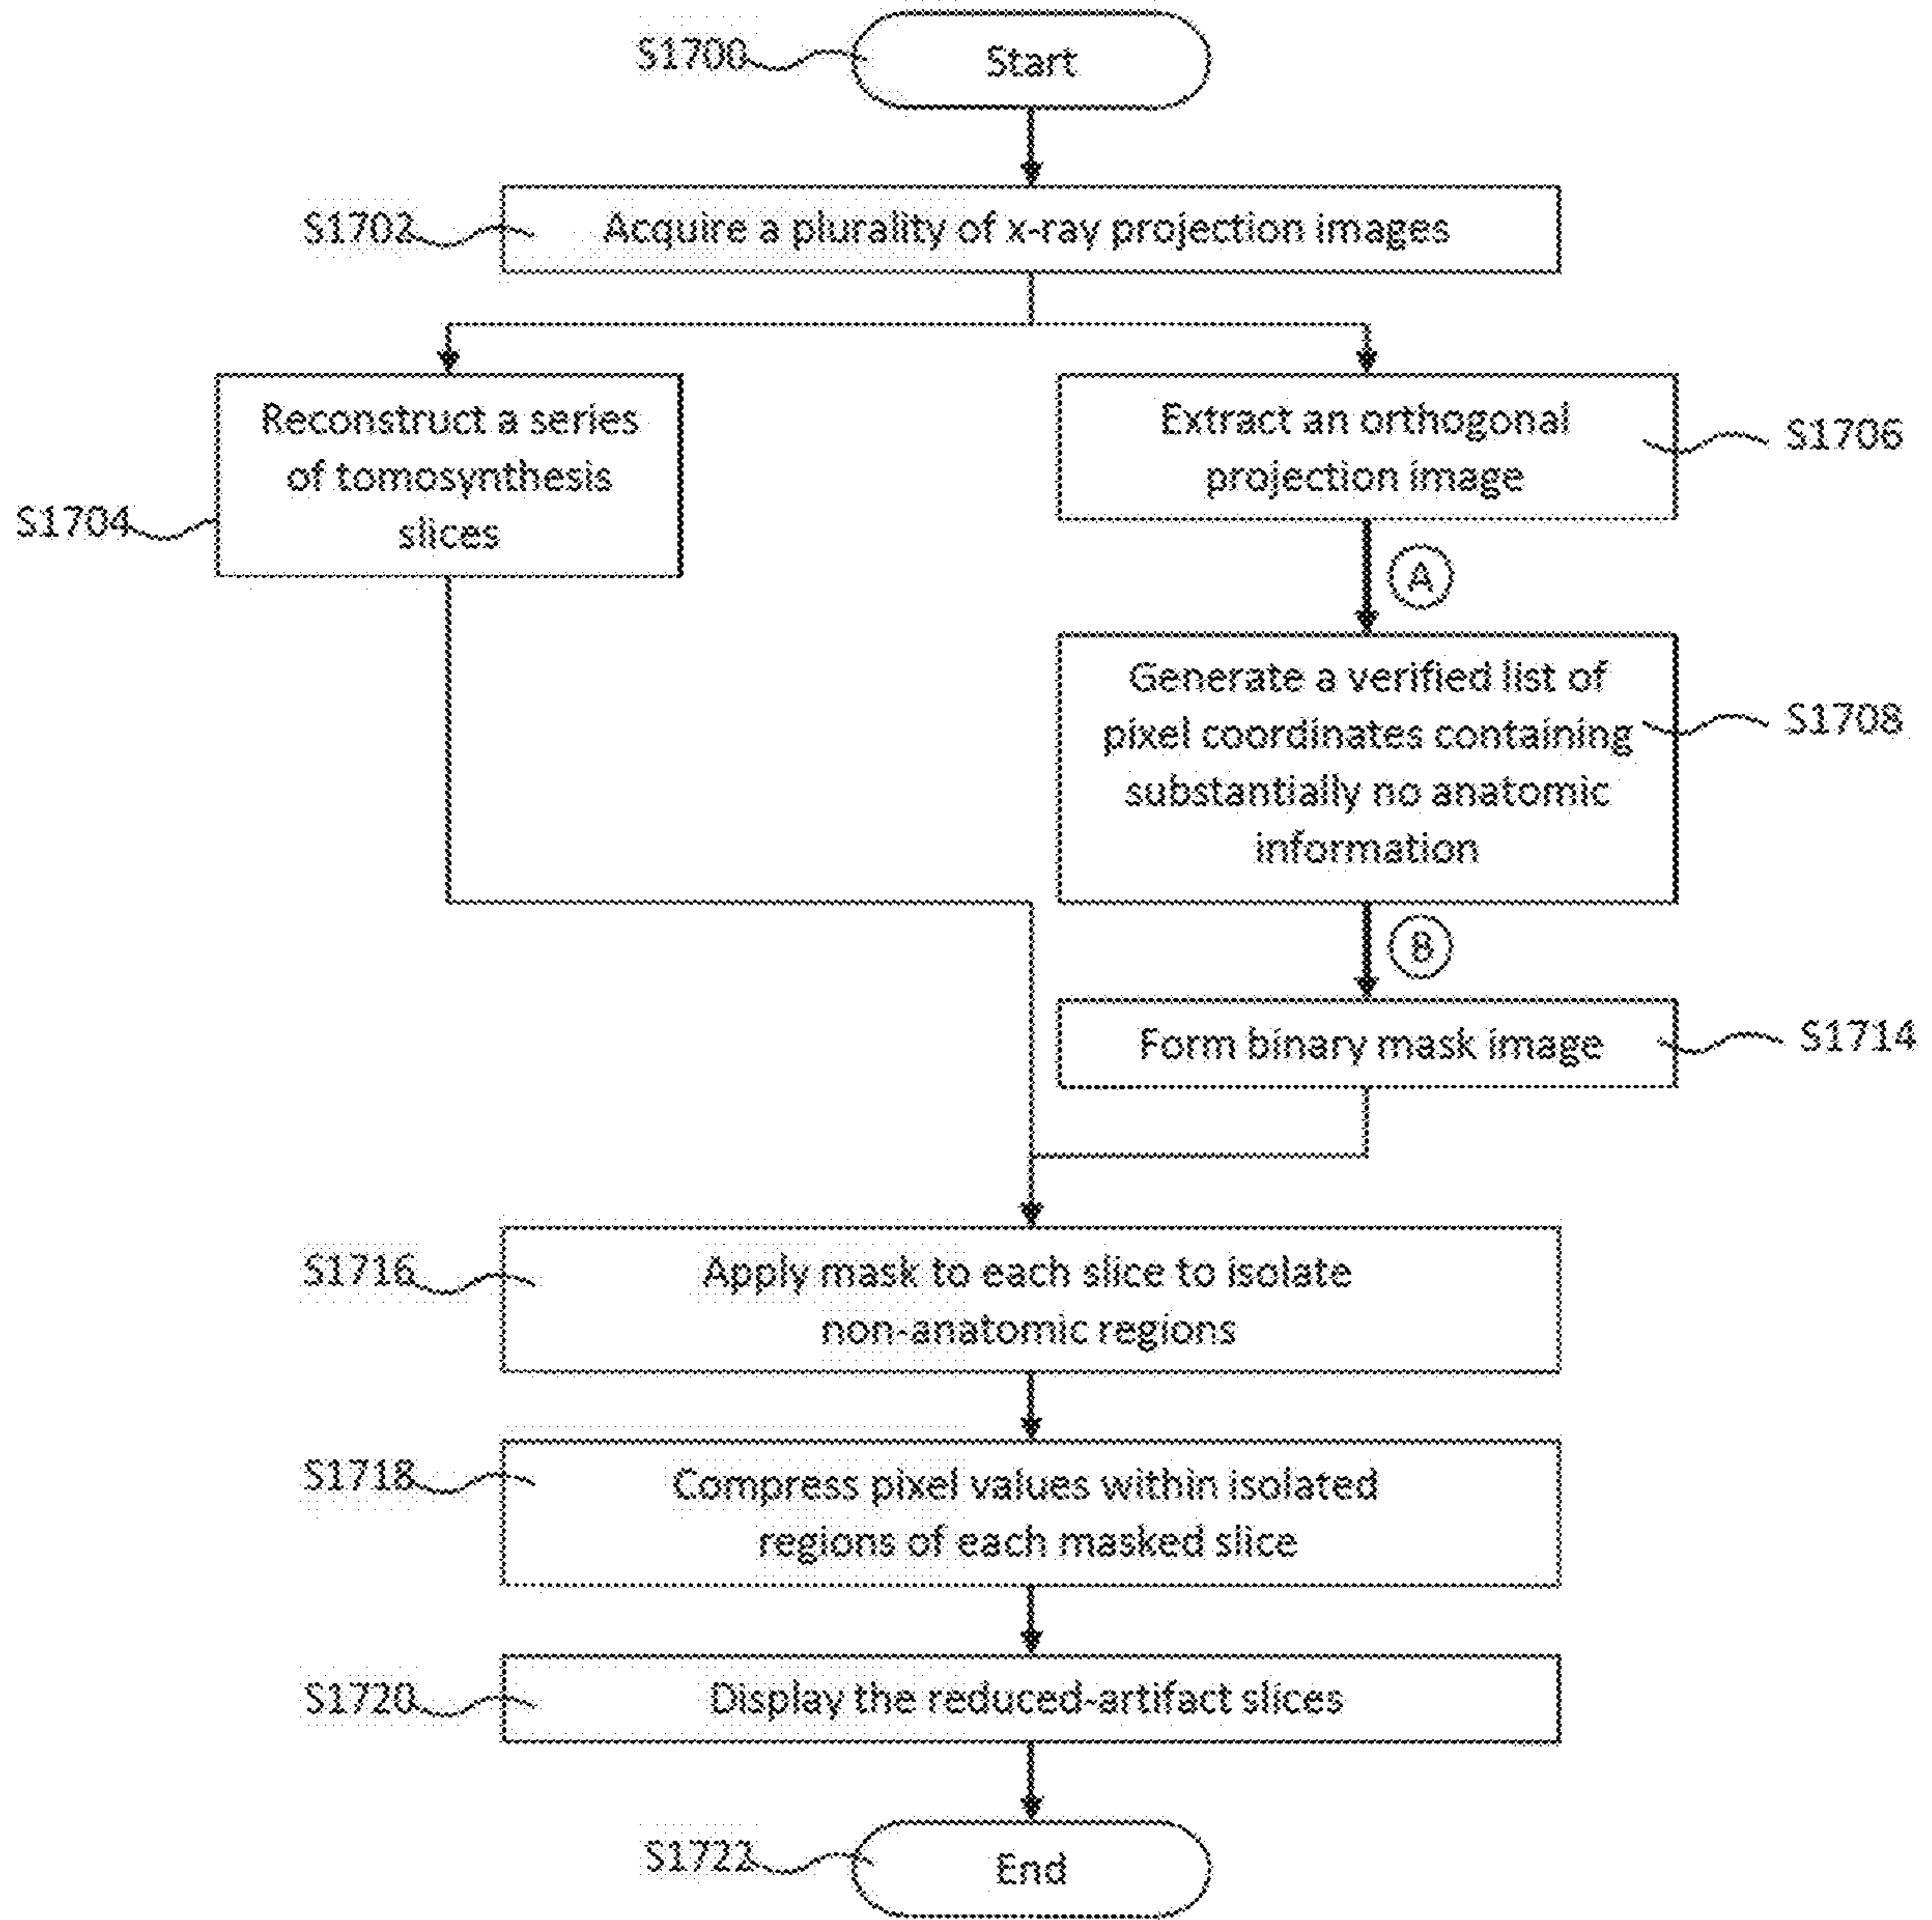 S1700
Start
S1702
Acquire a plurality of x-ray projection images
Reconstruct a series
of tomosynthesis
slices
S1704
Extract an orthogonal
projection image
S1706
A
Generate a verified list of
pixel coordinates containing
substantially no anatomic
information
S1708
B
Form binary mask image
S1714
S1716
Apply mask to each slice to isolate
non-anatomic regions
S1718
Compress pixel values within isolated
regions of each masked slice
S1720
Display the reduced-artifact slices
S1722
End